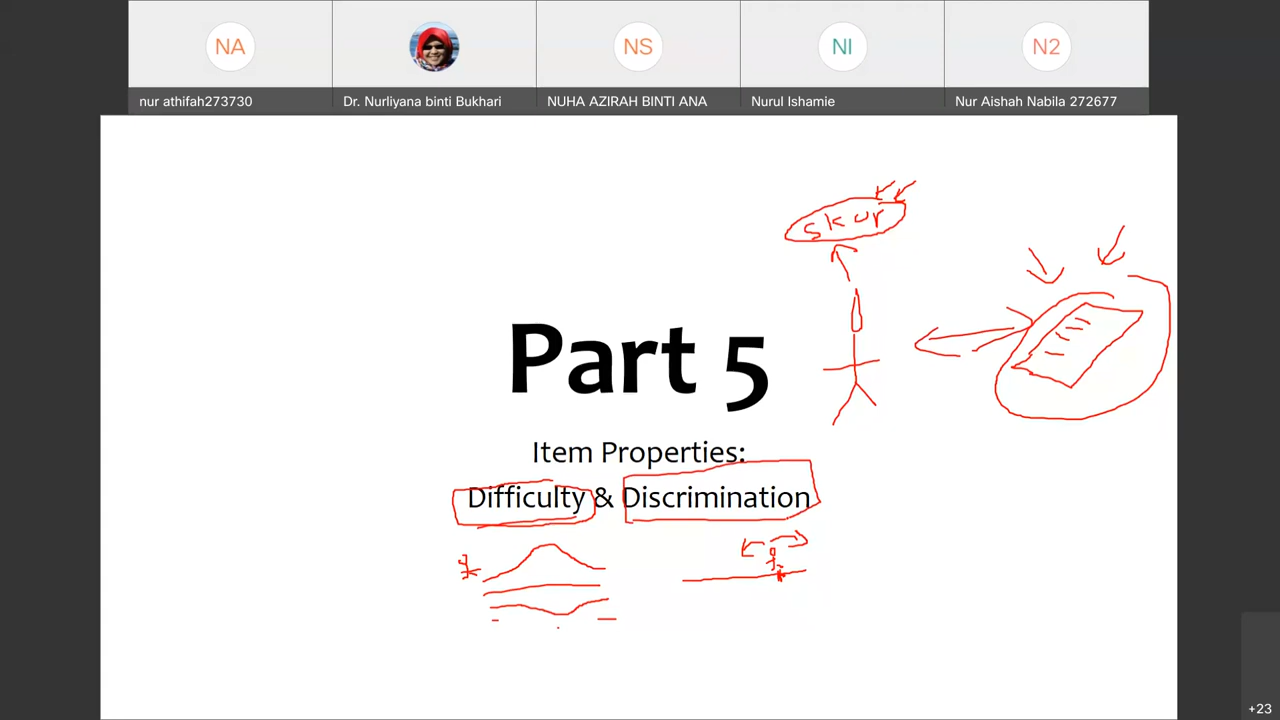 NA
NS
NI
N2
nur athifah273730
Dr. Nurliyana binti Bukhari
NUHA AZIRAH BINTI ANA
Nurul Ishamie
Nur Aishah Nabila 272677
skor
Part 5
Item Properties:
Difficulty & Discrimination
+23